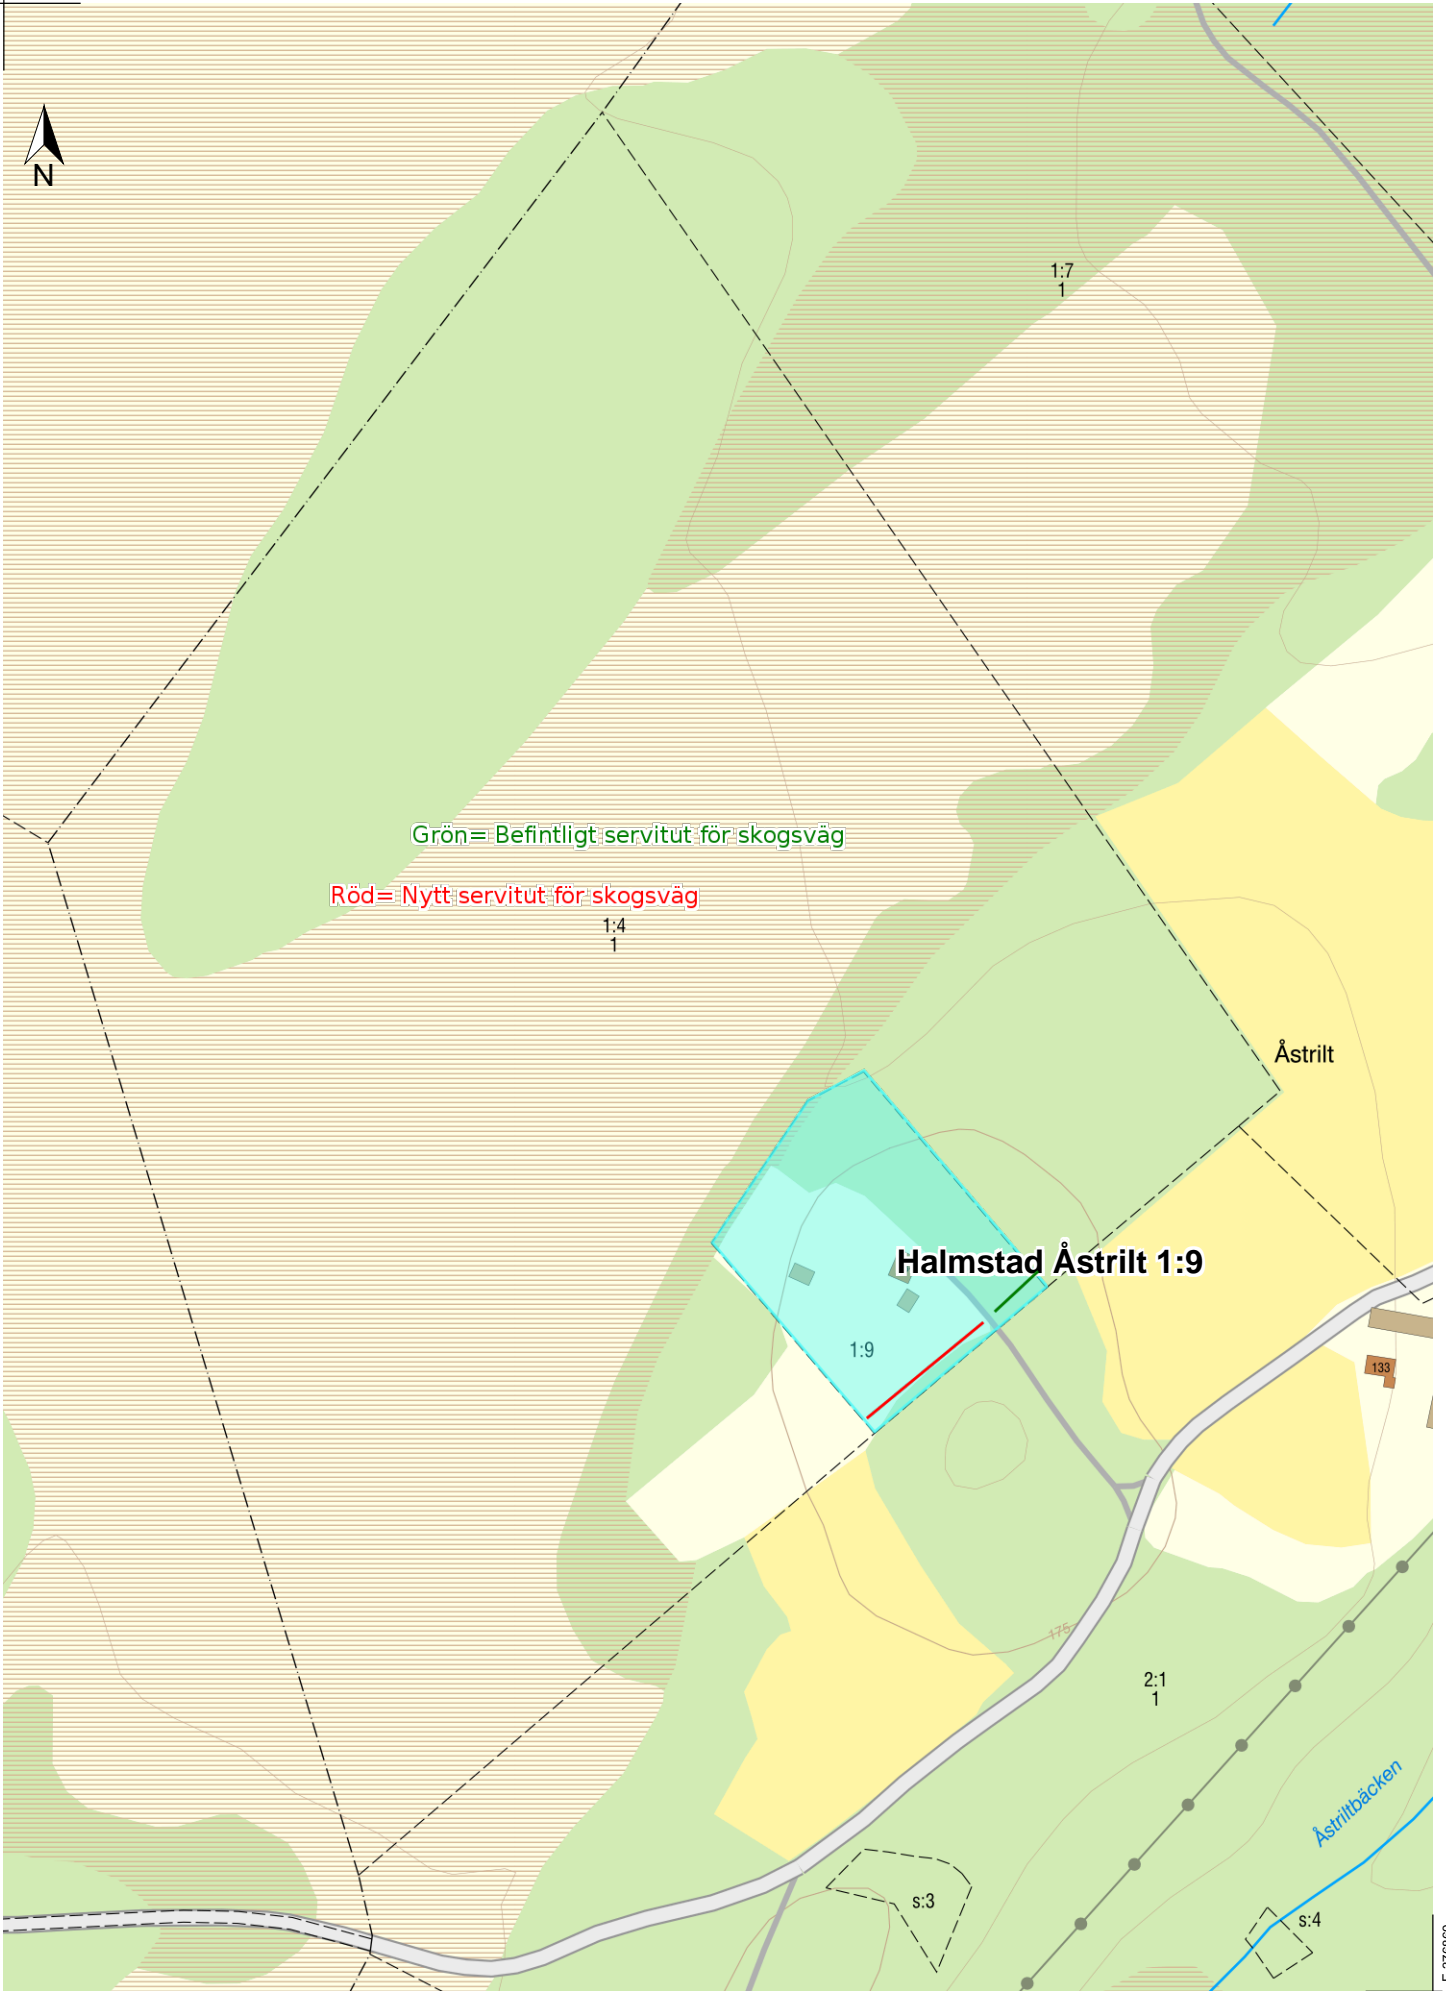 N
1:7
1
Grön= Befintligt servitut för skogsväg
Röd= Nytt servitut för skogsväg
1:4
1
Åstrilt
Halmstad Åstrilt 1:9
1:9
133
175
2:1
1
Åstriltbäcken
s:3
s:4